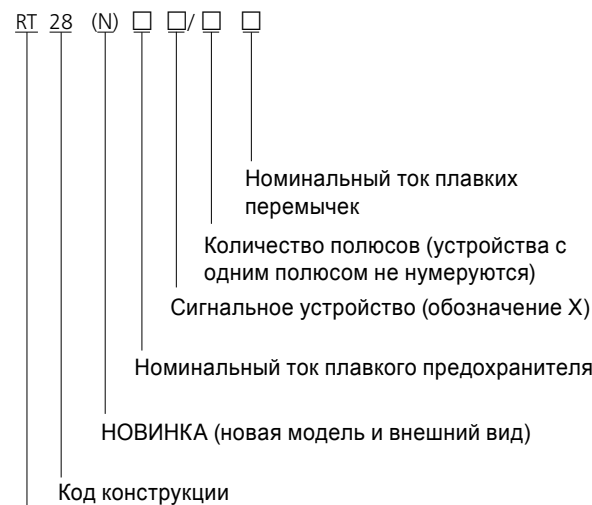 RT 28 (N) □ □/□ □
Номинальный ток плавких
перемычек
Количество полюсов (устройства с
одним полюсом не нумеруются)
Сигнальное устройство (обозначение X)
Номинальный ток плавкого предохранителя
НОВИНКА (новая модель и внешний вид)
Код конструкции